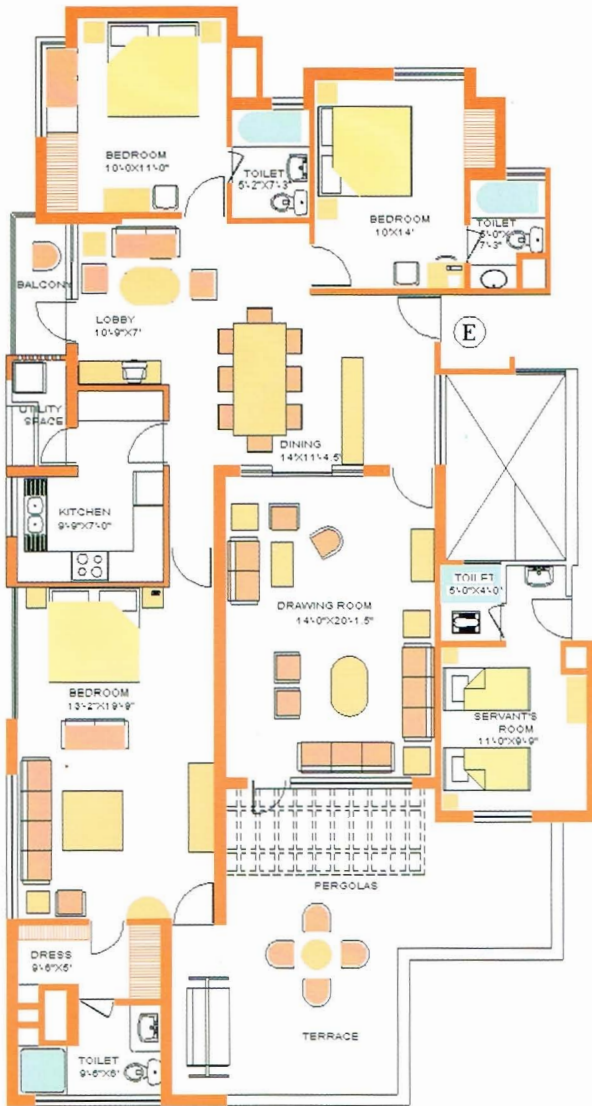 BEDROOM
10'-0"X11'-0"
TOILET
5'-2"X7'-3"
BEDROOM
10'X14'
TOILET
5'-0"X
7'-3"
BALCONY
LOBBY
10'-9"X7'
E
UTILITY
SPACE
DINING
14'X11'-4.5"
KITCHEN
9'-9"X7'-0"
TOILET
5'-0"X4'-0"
DRAWING ROOM
14'-0"X20'-1.5"
BEDROOM
13'-2"X19'-9"
SERVANT'S
ROOM
11'-0"X9'-9"
PERGOLAS
DRESS
9'-6"X5'
TERRACE
TOILET
9'-6"X6'